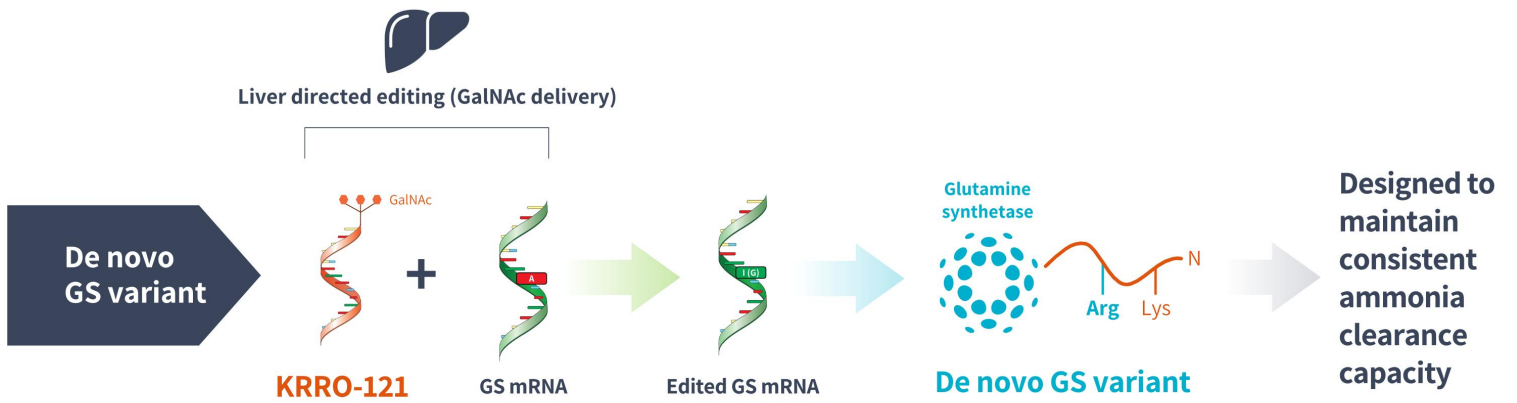 Liver directed editing (GalNAc delivery)
De novo
GS variant
GalNAc
KRRO-121
+
A
GS mRNA
I (G)
Edited GS mRNA
Glutamine
synthetase
N
Arg
Lys
De novo GS variant
Designed to
maintain
consistent
ammonia
clearance
capacity